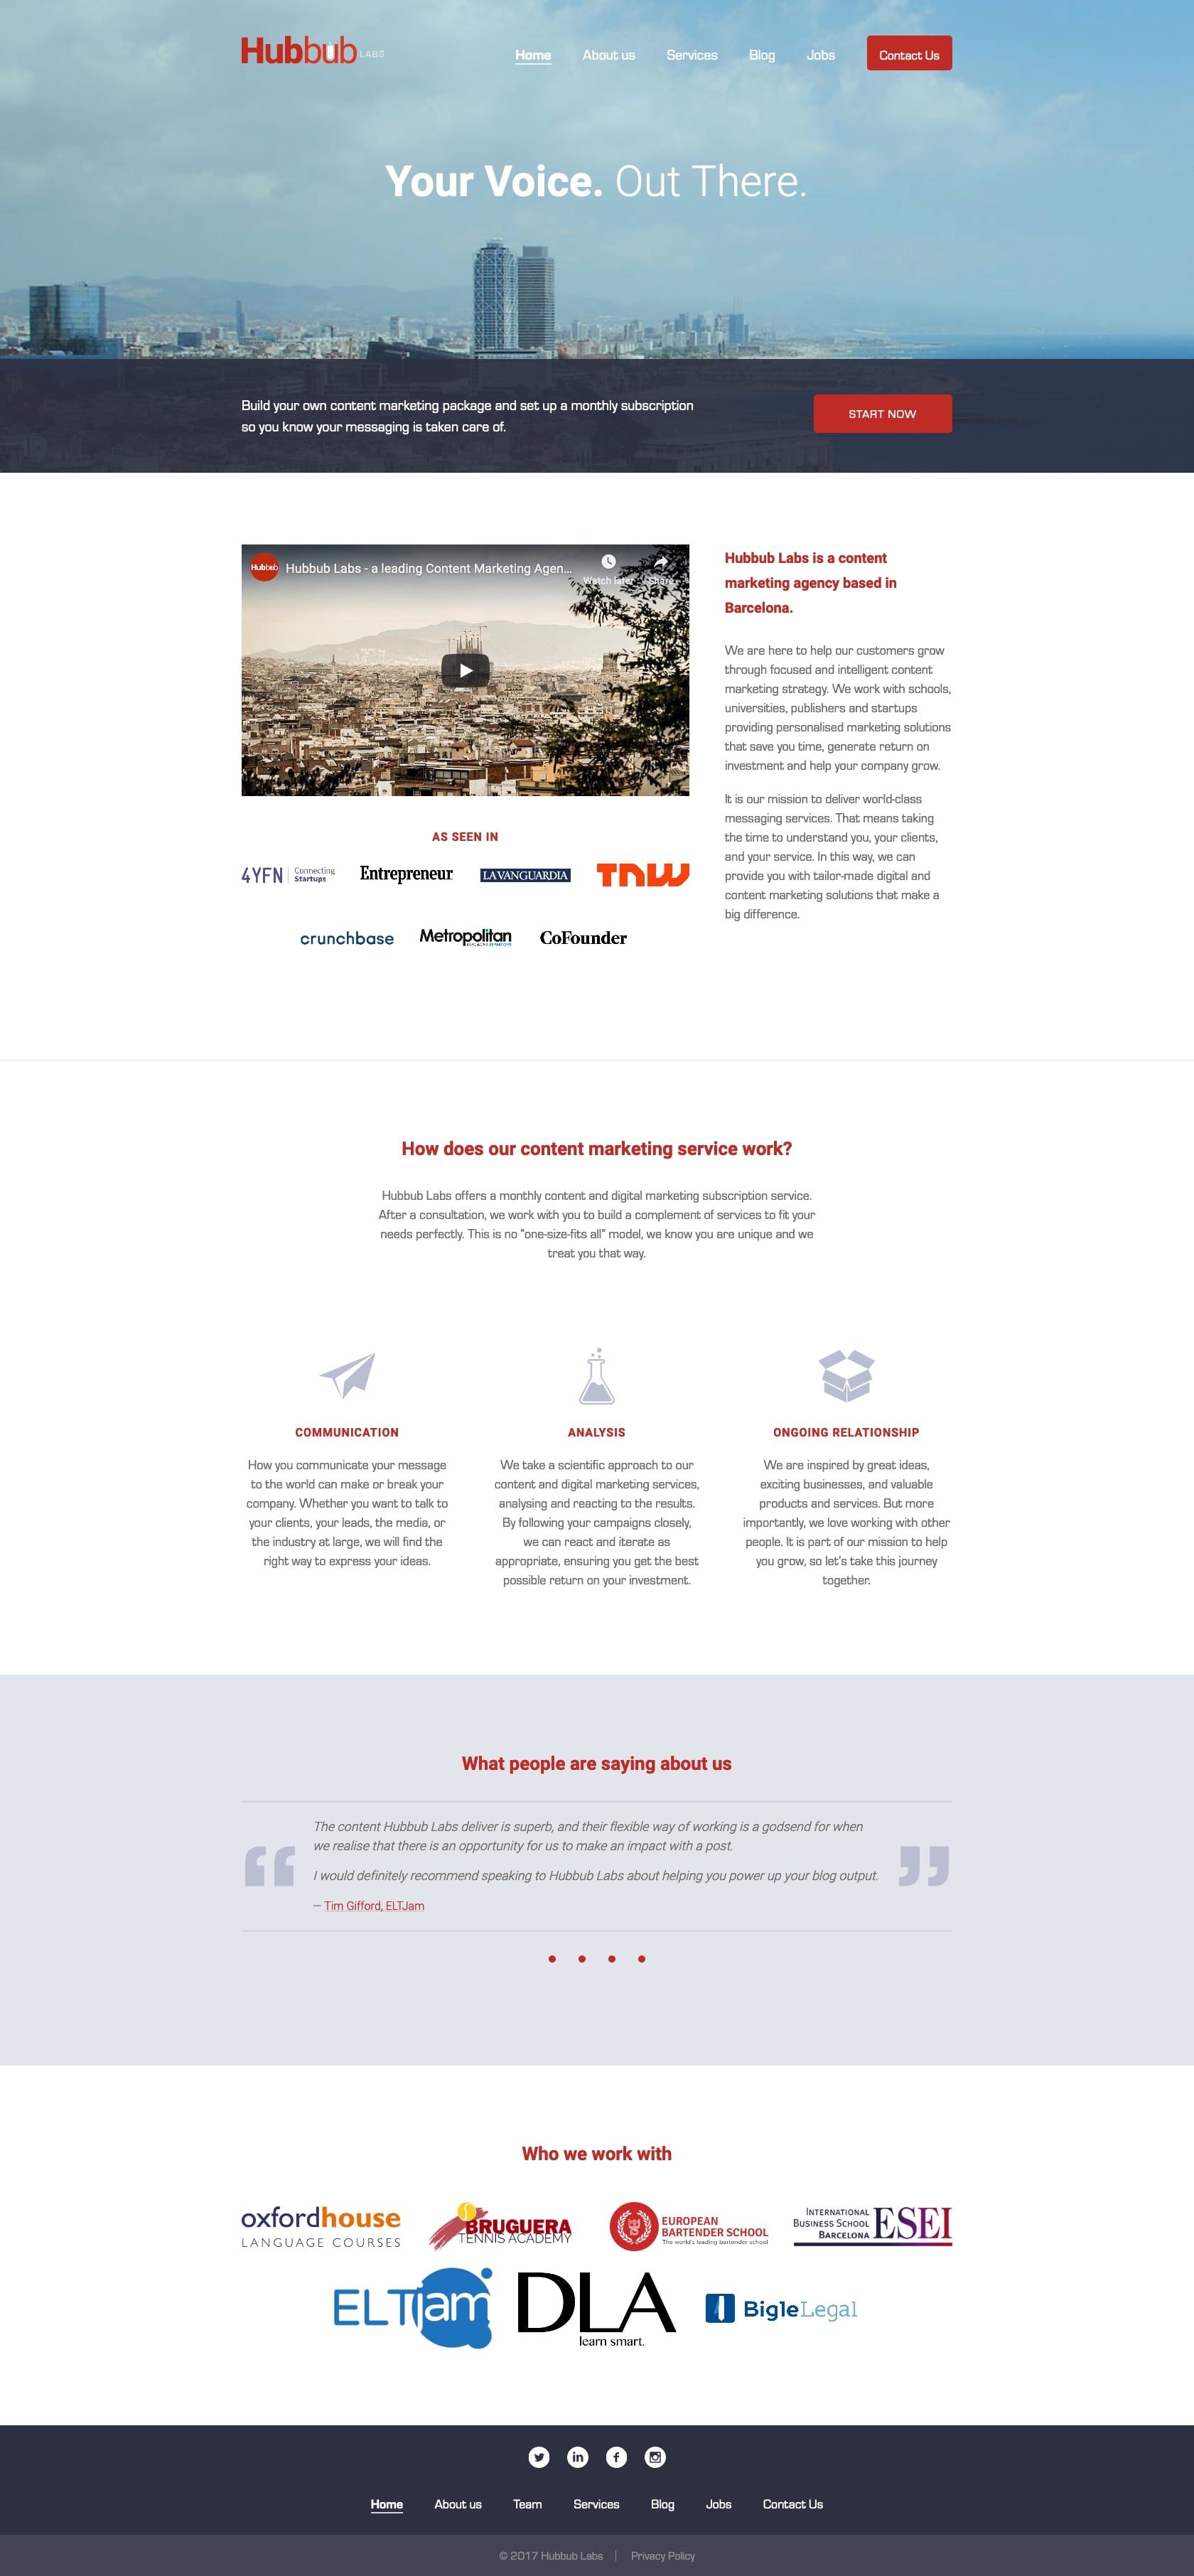 Hubbub LABS
Home About us Services Blog Jobs Contact Us
Your Voice. Out There.
Build your own content marketing package and set up a monthly subscription
so you know your messaging is taken care of.
START NOW
Hubbub
Hubbub Labs - a leading Content Marketing Agen...
Watch later Share
Hubbub Labs is a content
marketing agency based in
Barcelona.
We are here to help our customers grow
through focused and intelligent content
marketing strategy. We work with schools,
universities, publishers and startups
providing personalised marketing solutions
that save you time, generate return on
investment and help your company grow.
It is our mission to deliver world-class
messaging services. That means taking
the time to understand you, your clients,
and your service. In this way, we can
provide you with tailor-made digital and
content marketing solutions that make a
big difference.
AS SEEN IN
4YFN Connecting Startups
Entrepreneur
LA VANGUARDIA
TNW
crunchbase
Metropolitan
CoFounder
How does our content marketing service work?
Hubbub Labs offers a monthly content and digital marketing subscription service.
After a consultation, we work with you to build a complement of services to fit your
needs perfectly. This is no "one-size-fits all" model, we know you are unique and we
treat you that way.
COMMUNICATION
How you communicate your message
to the world can make or break your
company. Whether you want to talk to
your clients, your leads, the media, or
the industry at large, we will find the
right way to express your ideas.
ANALYSIS
We take a scientific approach to our
content and digital marketing services,
analysing and reacting to the results.
By following your campaigns closely,
we can react and iterate as
appropriate, ensuring you get the best
possible return on your investment.
ONGOING RELATIONSHIP
We are inspired by great ideas,
exciting businesses, and valuable
products and services. But more
importantly, we love working with other
people. It is part of our mission to help
you grow, so let's take this journey
together.
What people are saying about us
The content Hubbub Labs deliver is superb, and their flexible way of working is a godsend for when
we realise that there is an opportunity for us to make an impact with a post.
I would definitely recommend speaking to Hubbub Labs about helping you power up your blog output.
— Tim Gifford, ELTJam
Who we work with
oxfordhouse
LANGUAGE COURSES
BRUGUERA
TENNIS ACADEMY
EUROPEAN
BARTENDER SCHOOL
The world's leading bartender school
INTERNATIONAL
BUSINESS SCHOOL
BARCELONA
ESEI
ELTjam
DLA
learn smart.
BigleLegal
Home About us Team Services Blog Jobs Contact Us
© 2017 Hubbub Labs | Privacy Policy